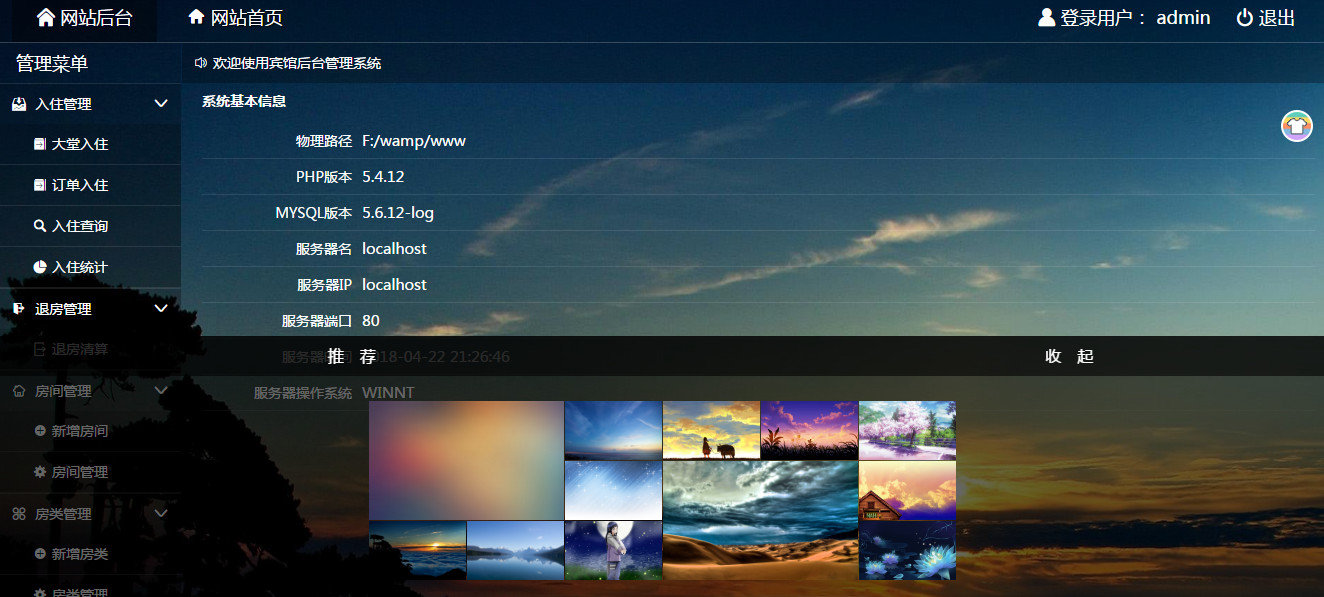 网站后台 网站首页 登录用户： admin 退出
管理菜单
欢迎使用宾馆后台管理系统
入住管理
大堂入住
订单入住
入住查询
入住统计
退房管理
退房清算
房间管理
新增房间
房间管理
房类管理
新增房类
房类管理
系统基本信息
物理路径 F:/wamp/www
PHP版本 5.4.12
MYSQL版本 5.6.12-log
服务器名 localhost
服务器IP localhost
服务器端口 80
推荐 收起
服务器 18-04-22 21:26:46
服务器操作系统 WINNT